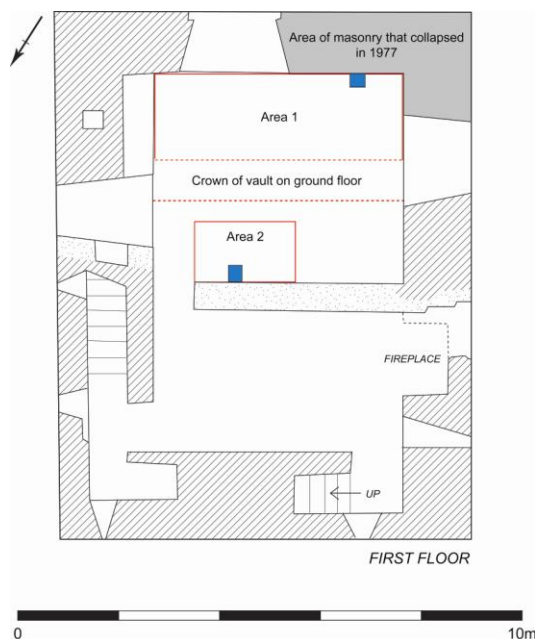 Area of masonry that collapsed
in 1977
Area 1
Crown of vault on ground floor
Area 2
FIREPLACE
UP
FIRST FLOOR
0
10m